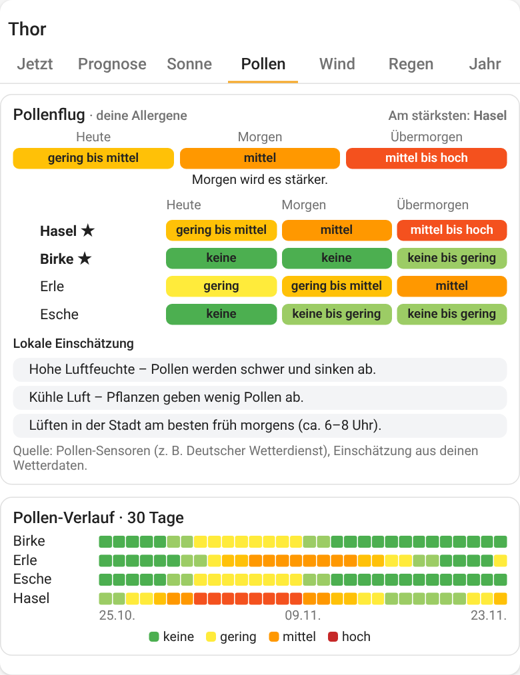 Thor
Jetzt Prognose Sonne Pollen Wind Regen Jahr
Pollenflug · deine Allergene Am stärksten: Hasel
Heute Morgen Übermorgen
gering bis mittel mittel mittel bis hoch
Morgen wird es stärker.
Heute Morgen Übermorgen
Hasel ★ gering bis mittel mittel mittel bis hoch
Birke ★ keine keine keine bis gering
Erle gering gering bis mittel mittel
Esche keine keine bis gering keine bis gering
Lokale Einschätzung
Hohe Luftfeuchte – Pollen werden schwer und sinken ab.
Kühle Luft – Pflanzen geben wenig Pollen ab.
Lüften in der Stadt am besten früh morgens (ca. 6–8 Uhr).
Quelle: Pollen-Sensoren (z. B. Deutscher Wetterdienst), Einschätzung aus deinen
Wetterdaten.
Pollen-Verlauf · 30 Tage
Birke
Erle
Esche
Hasel
25.10. 09.11. 23.11.
keine gering mittel hoch